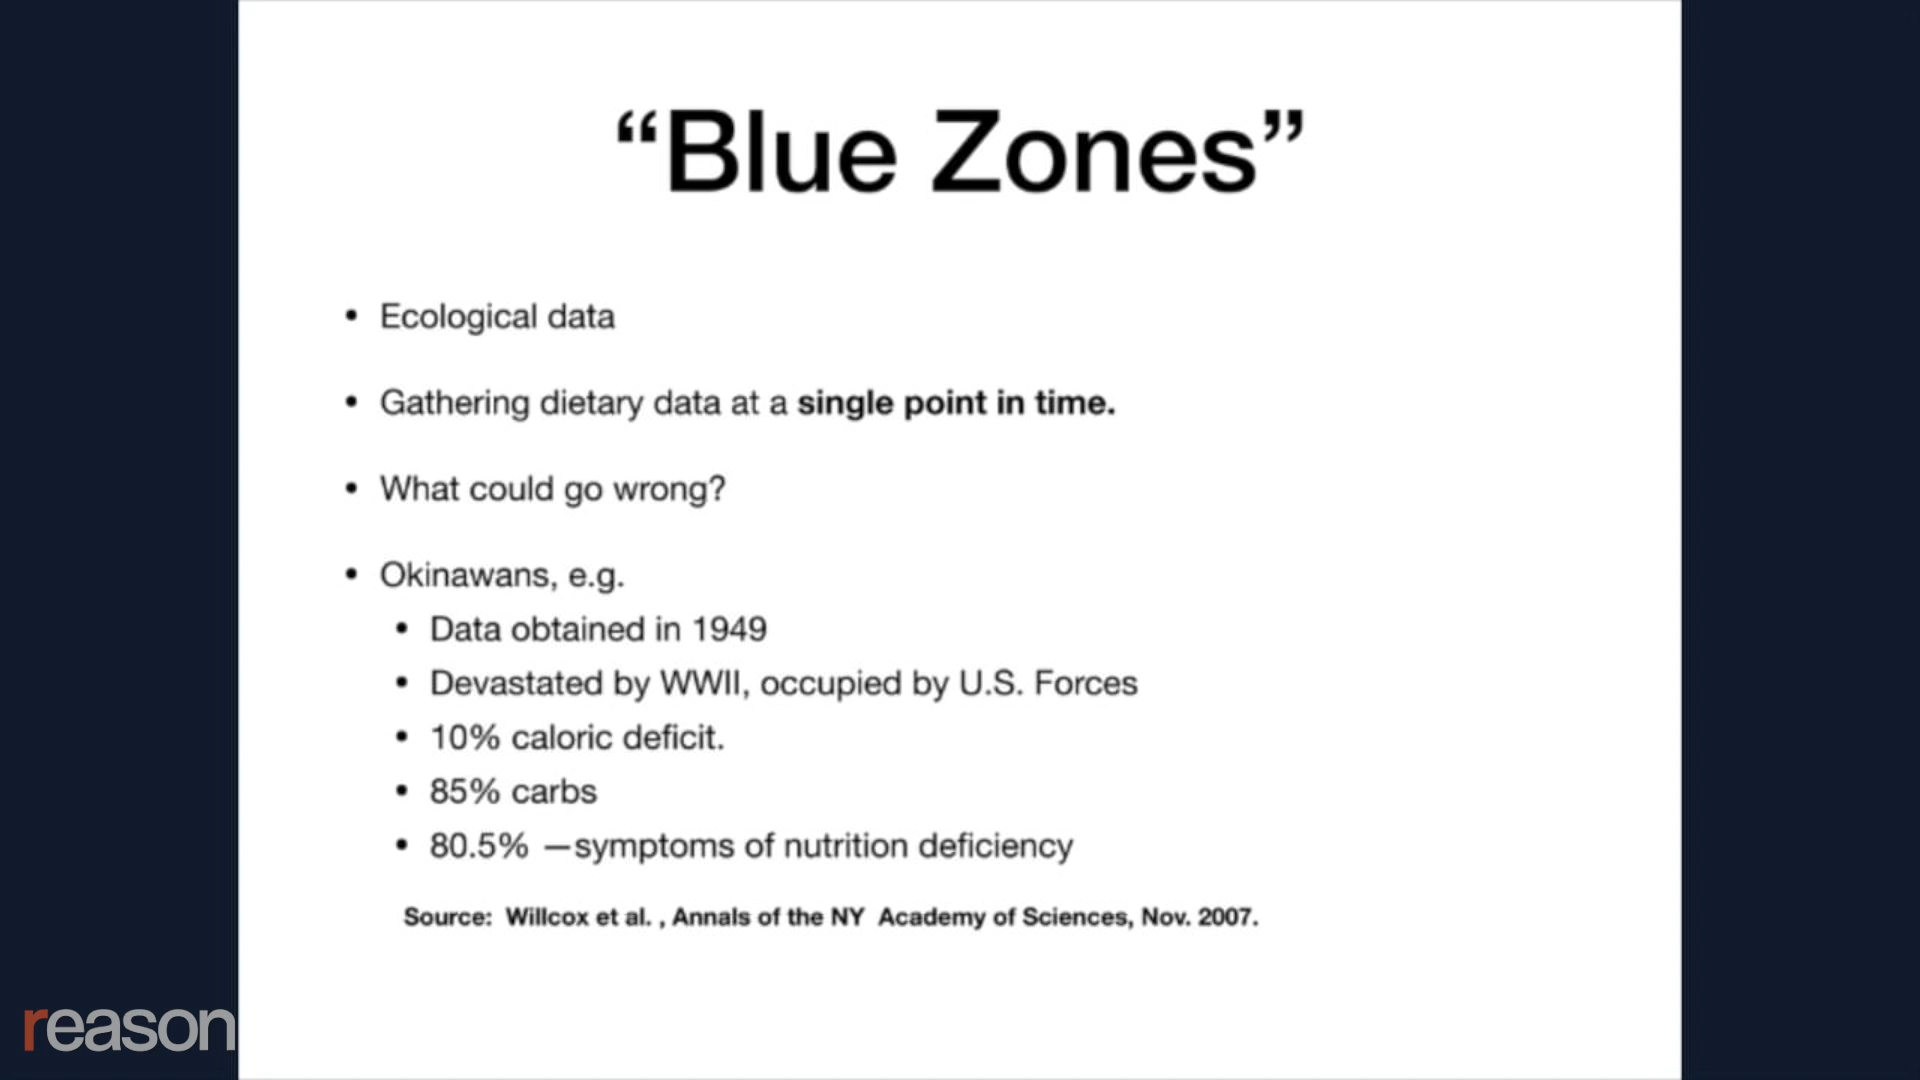 “Blue Zones”
• Ecological data
• Gathering dietary data at a single point in time.
• What could go wrong?
• Okinawans, e.g.
• Data obtained in 1949
• Devastated by WWII, occupied by U.S. Forces
• 10% caloric deficit.
• 85% carbs
• 80.5% —symptoms of nutrition deficiency
Source: Willcox et al. , Annals of the NY Academy of Sciences, Nov. 2007.
reason